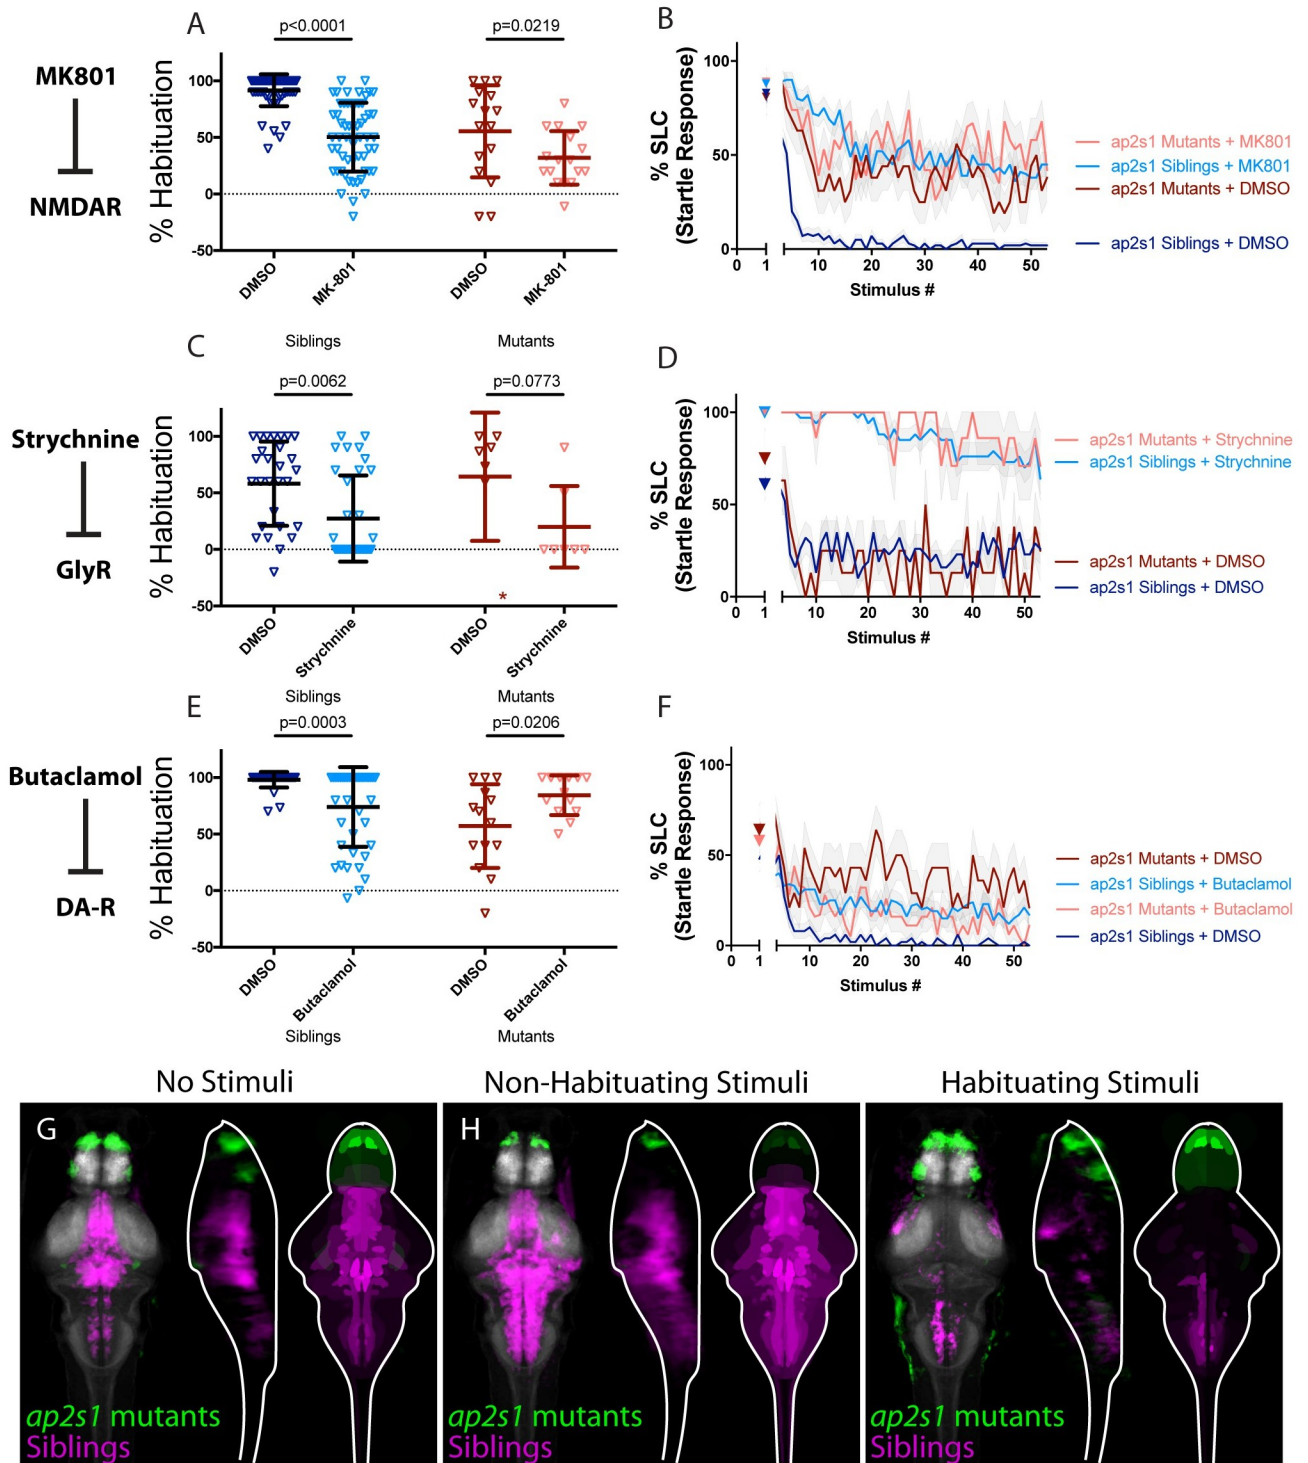 A
p<0.0001
p=0.0219
MK801
NMDAR
% Habituation
100
50
0
-50
DMSO
MK-801
DMSO
MK-801
Siblings
Mutants
B
% SLC
(Startle Response)
100
50
0
0
1
10
20
30
40
50
Stimulus #
ap2s1 Mutants + MK801
ap2s1 Siblings + MK801
ap2s1 Mutants + DMSO
ap2s1 Siblings + DMSO
C
p=0.0062
p=0.0773
Strychnine
GlyR
% Habituation
100
50
0
-50
*
DMSO
Strychnine
DMSO
Strychnine
Siblings
Mutants
D
% SLC
(Startle Response)
100
50
0
0
1
10
20
30
40
50
Stimulus #
ap2s1 Mutants + Strychnine
ap2s1 Siblings + Strychnine
ap2s1 Mutants + DMSO
ap2s1 Siblings + DMSO
E
p=0.0003
p=0.0206
Butaclamol
DA-R
% Habituation
100
50
0
-50
DMSO
Butaclamol
DMSO
Butaclamol
Siblings
Mutants
F
% SLC
(Startle Response)
100
50
0
0
1
10
20
30
40
50
Stimulus #
ap2s1 Mutants + DMSO
ap2s1 Siblings + Butaclamol
ap2s1 Mutants + Butaclamol
ap2s1 Siblings + DMSO
No Stimuli
Non-Habituating Stimuli
Habituating Stimuli
G
ap2s1 mutants
Siblings
H
ap2s1 mutants
Siblings
ap2s1 mutants
Siblings